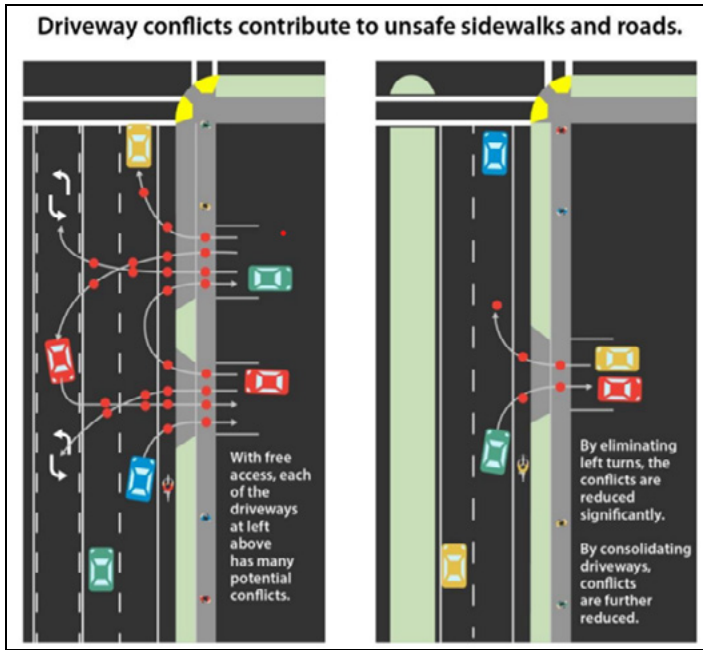 Driveway conflicts contribute to unsafe sidewalks and roads.
With free
access, each
of the
driveways
at left
above
has many
potential
conflicts.
By eliminating
left turns, the
conflicts are
reduced
significantly.
By consolidating
driveways,
conflicts
are further
reduced.